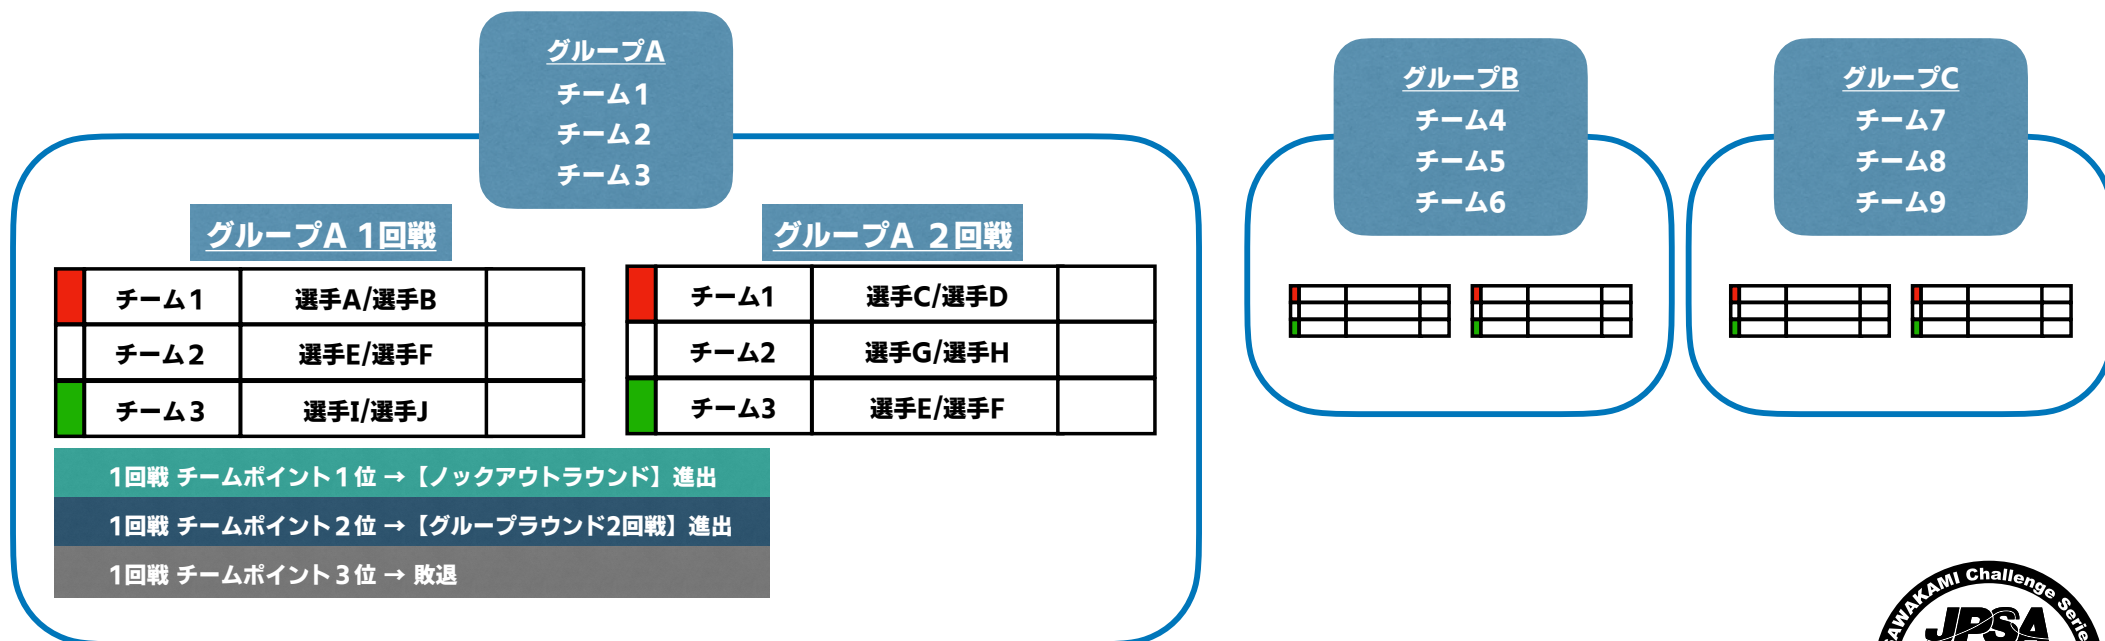 グループA
チーム1
チーム2
チーム3
グループA 1回戦
チーム1 選手A/選手B
チーム2 選手E/選手F
チーム3 選手I/選手J
グループA 2回戦
チーム1 選手C/選手D
チーム2 選手G/選手H
チーム3 選手E/選手F
1回戦 チームポイント1位 → 【ノックアウトラウンド】進出
1回戦 チームポイント2位 → 【グループラウンド2回戦】進出
1回戦 チームポイント3位 → 敗退
グループB
チーム4
チーム5
チーム6
グループC
チーム7
チーム8
チーム9
SAWAKAMI Challenge Series
JPSA